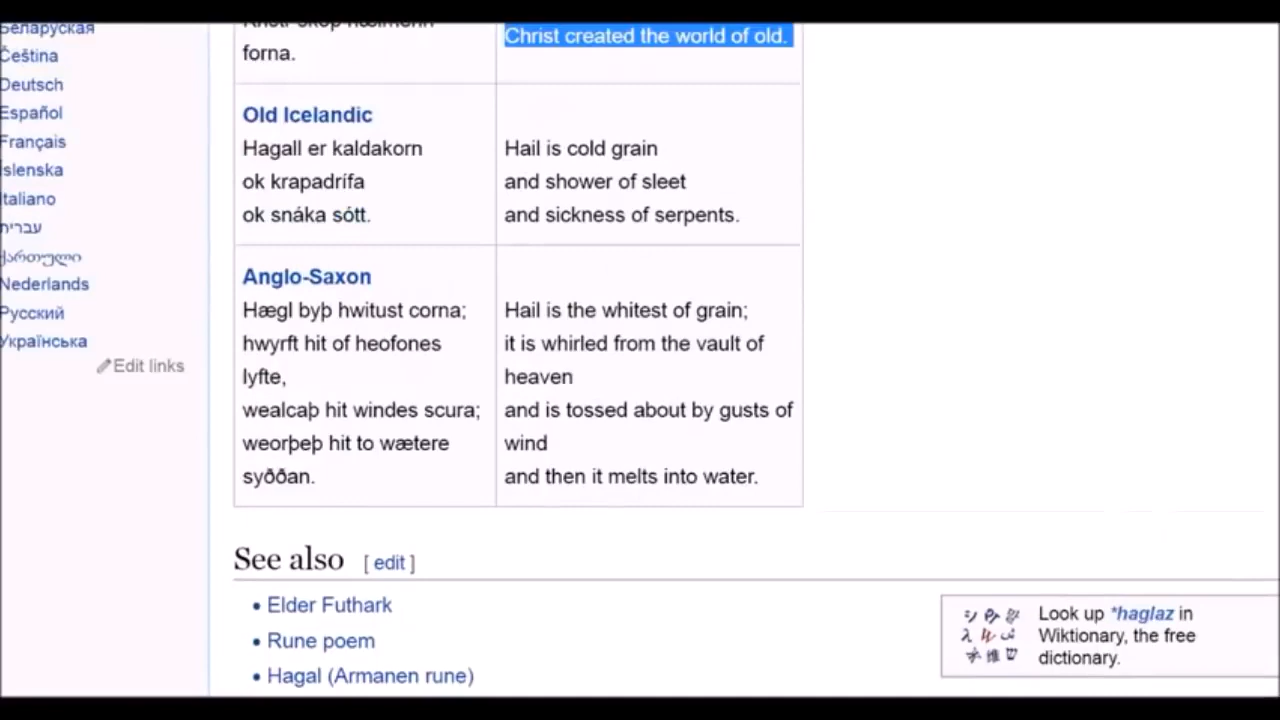 Беларуская
Čeština
Deutsch
Español
Français
Íslenska
Italiano
עברית
ქართული
Nederlands
Русский
Українська
Edit links
forna.
Christ created the world of old.
Old Icelandic
Hagall er kaldakorn
ok krapadrífa
ok snáka sótt.
Hail is cold grain
and shower of sleet
and sickness of serpents.
Anglo-Saxon
Hægl byþ hwitust corna;
hwyrft hit of heofones
lyfte,
wealcaþ hit windes scura;
weorþeþ hit to wætere
syððan.
Hail is the whitest of grain;
it is whirled from the vault of
heaven
and is tossed about by gusts of
wind
and then it melts into water.
See also [ edit ]
• Elder Futhark
• Rune poem
• Hagal (Armanen rune)
Look up *haglaz in
Wiktionary, the free
dictionary.